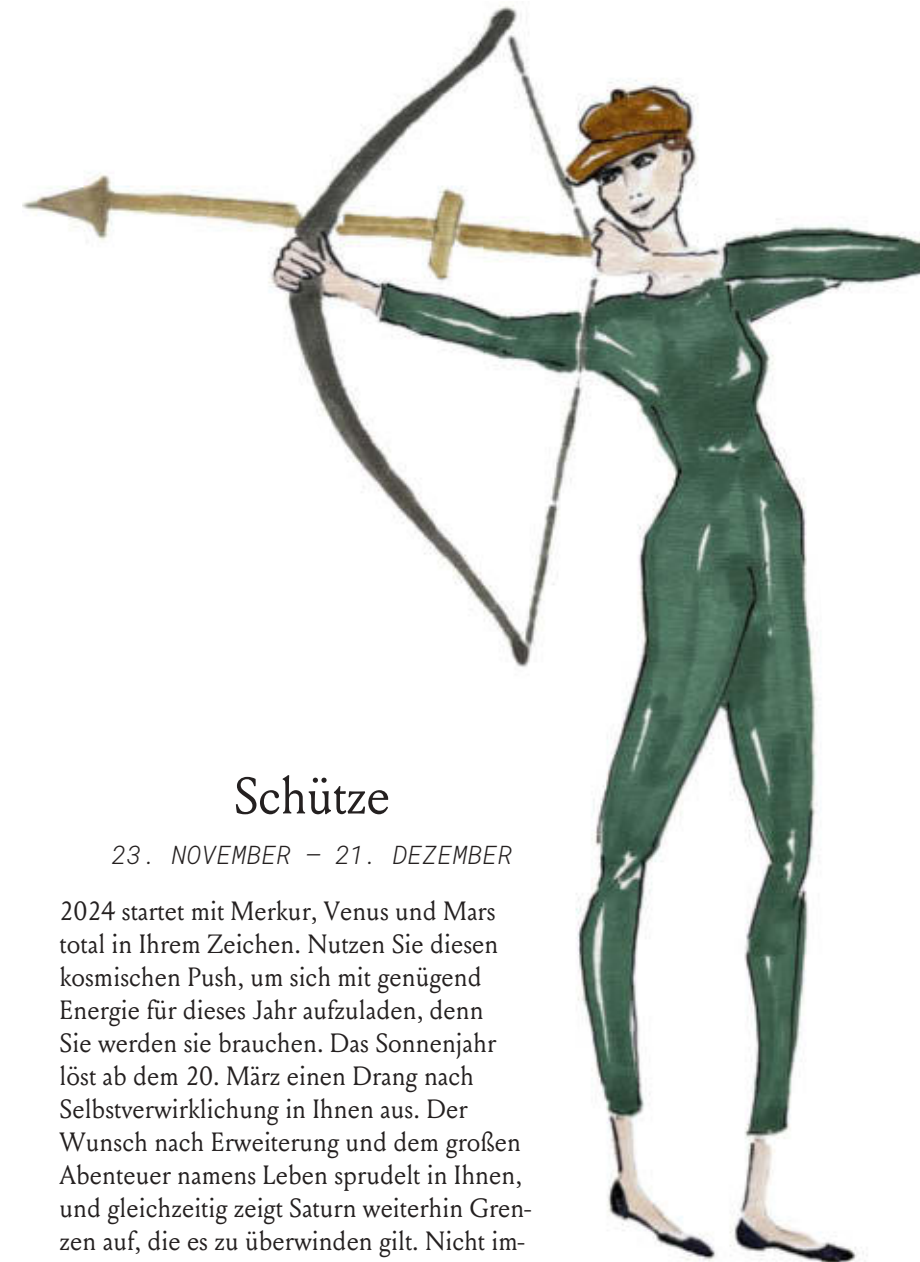 Schütze
23. NOVEMBER – 21. DEZEMBER
2024 startet mit Merkur, Venus und Mars
total in Ihrem Zeichen. Nutzen Sie diesen
kosmischen Push, um sich mit genügend
Energie für dieses Jahr aufzuladen, denn
Sie werden sie brauchen. Das Sonnenjahr
löst ab dem 20. März einen Drang nach
Selbstverwirklichung in Ihnen aus. Der
Wunsch nach Erweiterung und dem großen
Abenteuer namens Leben sprudelt in Ihnen,
und gleichzeitig zeigt Saturn weiterhin Gren-
zen auf, die es zu überwinden gilt. Nicht im-